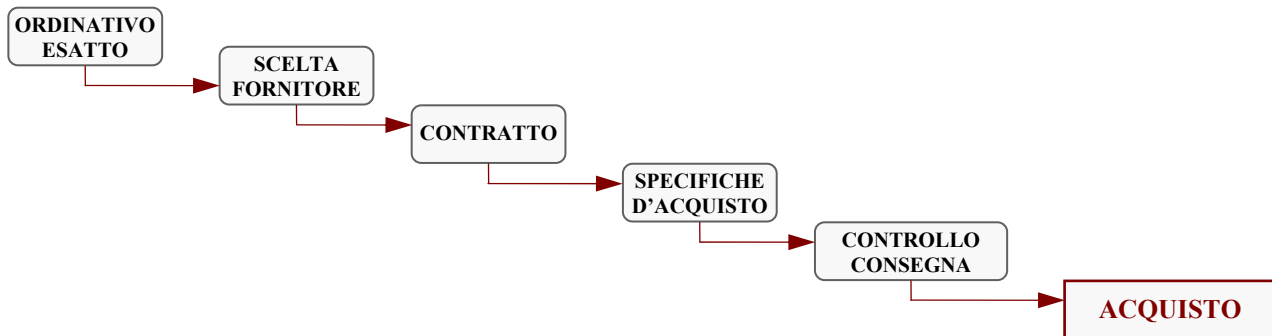 ORDINATIVO
ESATTO
SCELTA
FORNITORE
CONTRATTO
SPECIFICHE
D’ACQUISTO
CONTROLLO
CONSEGNA
ACQUISTO